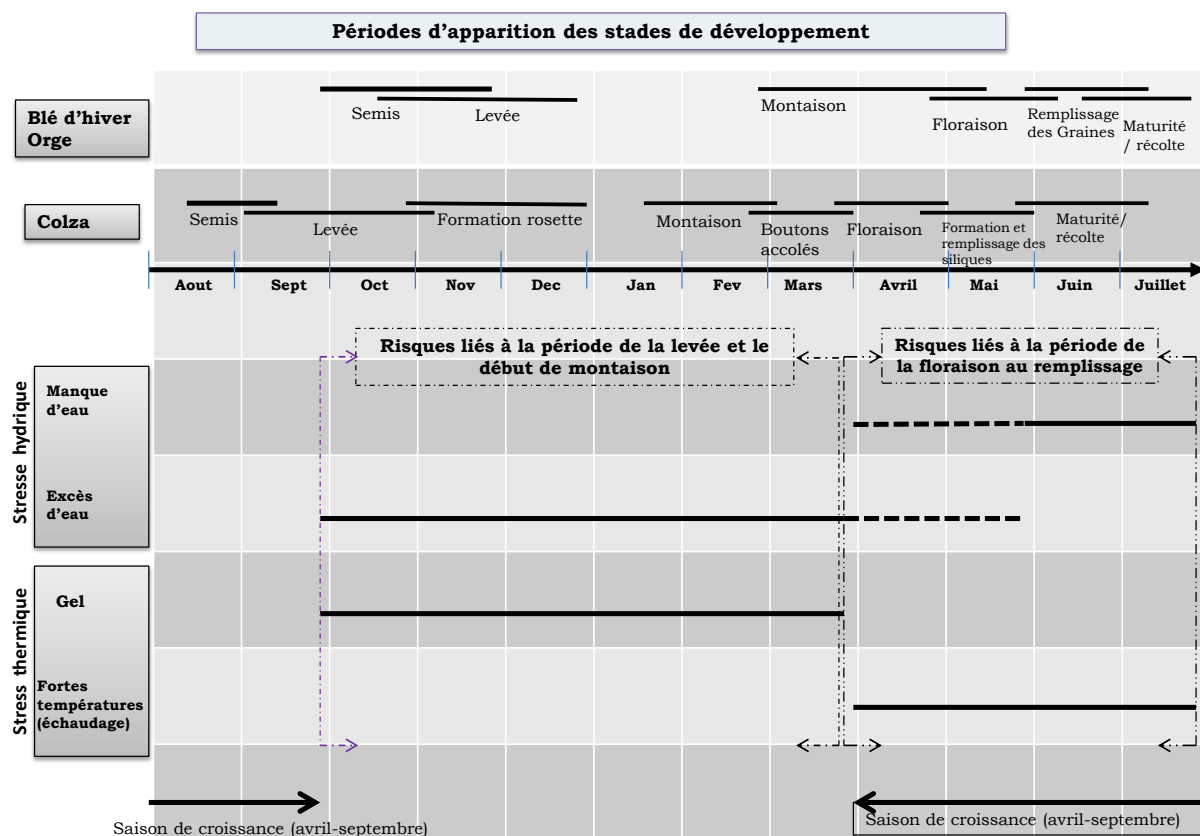 Périodes d'apparition des stades de développement
Blé d'hiver
Orge
Semis
Levée
Montaison
Floraison
Remplissage
des Graines
Maturité
/ récolte
Colza
Semis
Levée
Formation rosette
Montaison
Boutons
accolés
Floraison
Formation et
remplissage des
siliques
Maturité/
récolte
Aout
Sept
Oct
Nov
Dec
Jan
Fev
Mars
Avril
Mai
Juin
Juillet
Risques liés à la période de la levée et le
début de montaison
Risques liés à la période de
la floraison au remplissage
Stresse hydrique
Manque
d'eau
Excès
d'eau
Stress thermique
Gel
Fortes
températures
(échaudage)
Saison de croissance (avril-septembre)
Saison de croissance (avril-septembre)